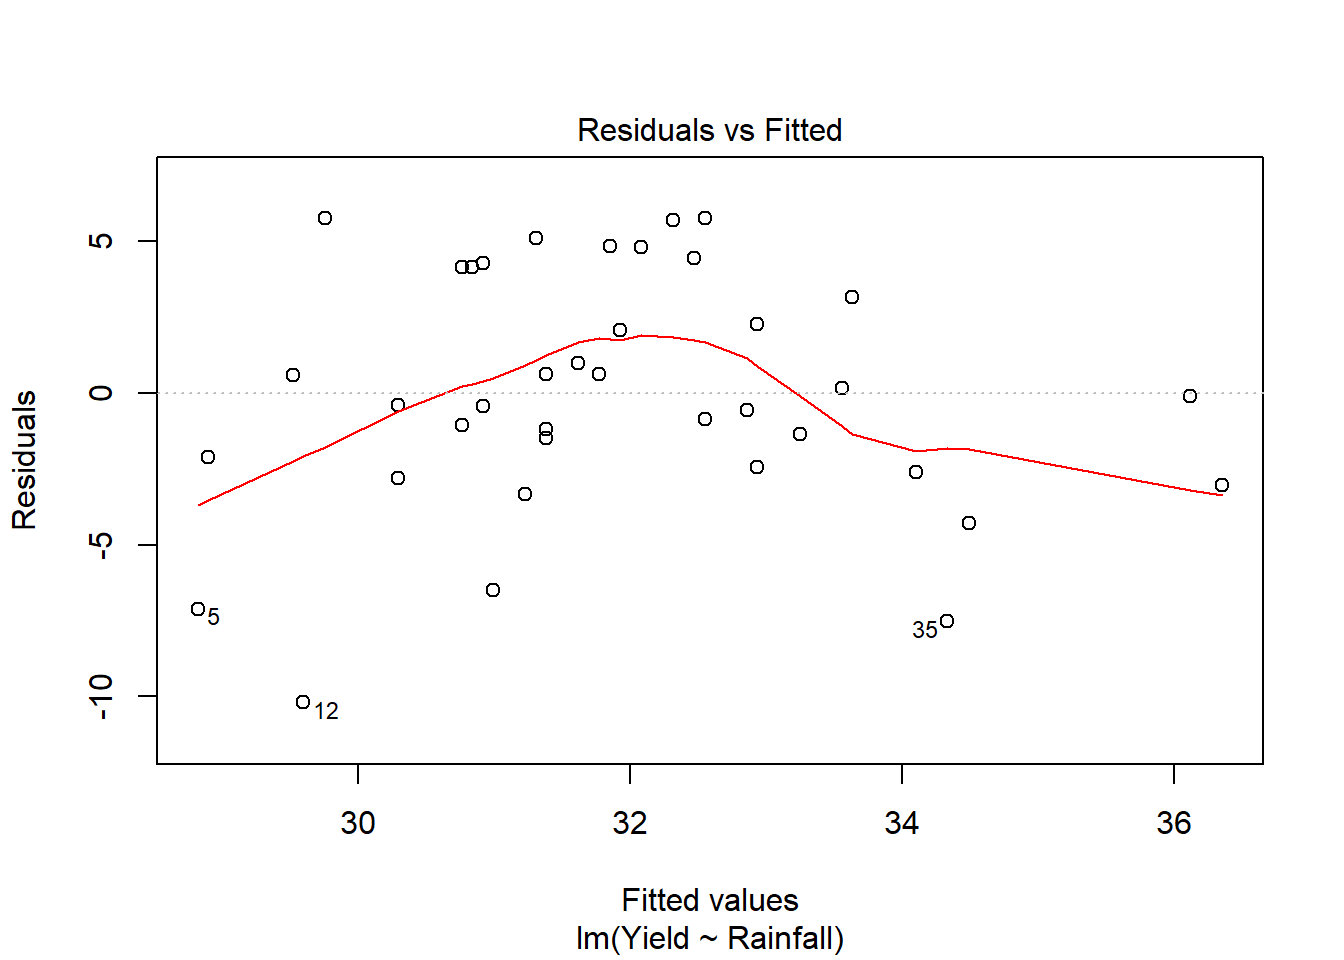 Residuals vs Fitted
Residuals
5
0
-5
-10
5
12
35
30 32 34 36
Fitted values
lm(Yield ~ Rainfall)